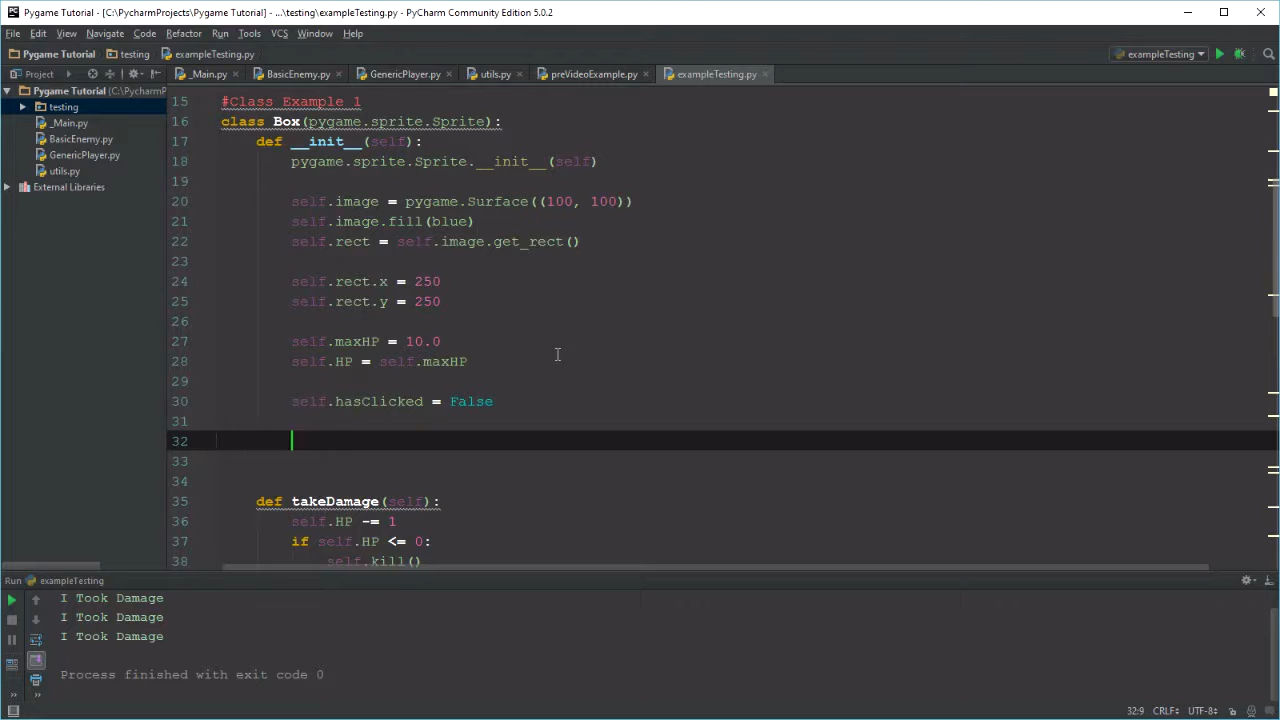 Pygame Tutorial - [C:\PycharmProjects\Pygame Tutorial] - ...\testing\exampleTesting.py - PyCharm Community Edition 5.0.2
File Edit View Navigate Code Refactor Run Tools VCS Window Help
Pygame Tutorial testing exampleTesting.py exampleTesting
Project _Main.py BasicEnemy.py GenericPlayer.py utils.py preVideoExample.py exampleTesting.py
Pygame Tutorial (C:\PycharmP
testing
_Main.py
BasicEnemy.py
GenericPlayer.py
utils.py
External Libraries
15 #Class Example 1
16 class Box(pygame.sprite.Sprite):
17 def __init__(self):
18 pygame.sprite.Sprite.__init__(self)
19
20 self.image = pygame.Surface((100, 100))
21 self.image.fill(blue)
22 self.rect = self.image.get_rect()
23
24 self.rect.x = 250
25 self.rect.y = 250
26
27 self.maxHP = 10.0
28 self.HP = self.maxHP
29
30 self.hasClicked = False
31
32
33
34
35 def takeDamage(self):
36 self.HP -= 1
37 if self.HP <= 0:
38 self.kill()
Run exampleTesting
I Took Damage
I Took Damage
I Took Damage
Process finished with exit code 0
32:9 CRLF UTF-8